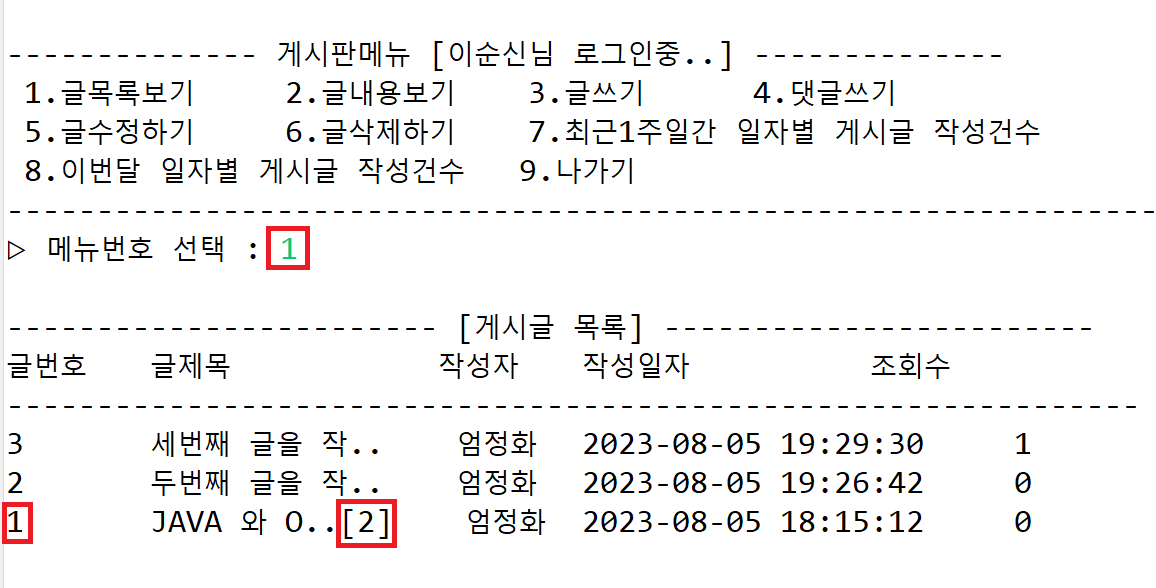 -------------- 게시판메뉴 [이순신님 로그인중..] --------------
1.글목록보기 2.글내용보기 3.글쓰기 4.댓글쓰기
5.글수정하기 6.글삭제하기 7.최근1주일간 일자별 게시글 작성건수
8.이번달 일자별 게시글 작성건수 9.나가기
----------------------------------------------------------------
▷ 메뉴번호 선택 : 1
------------------------ [게시글 목록] ------------------------
글번호 글제목 작성자 작성일자 조회수
---------------------------------------------------------------
3 세번째 글을 작.. 엄정화 2023-08-05 19:29:30 1
2 두번째 글을 작.. 엄정화 2023-08-05 19:26:42 0
1 JAVA 와 O..[2] 엄정화 2023-08-05 18:15:12 0